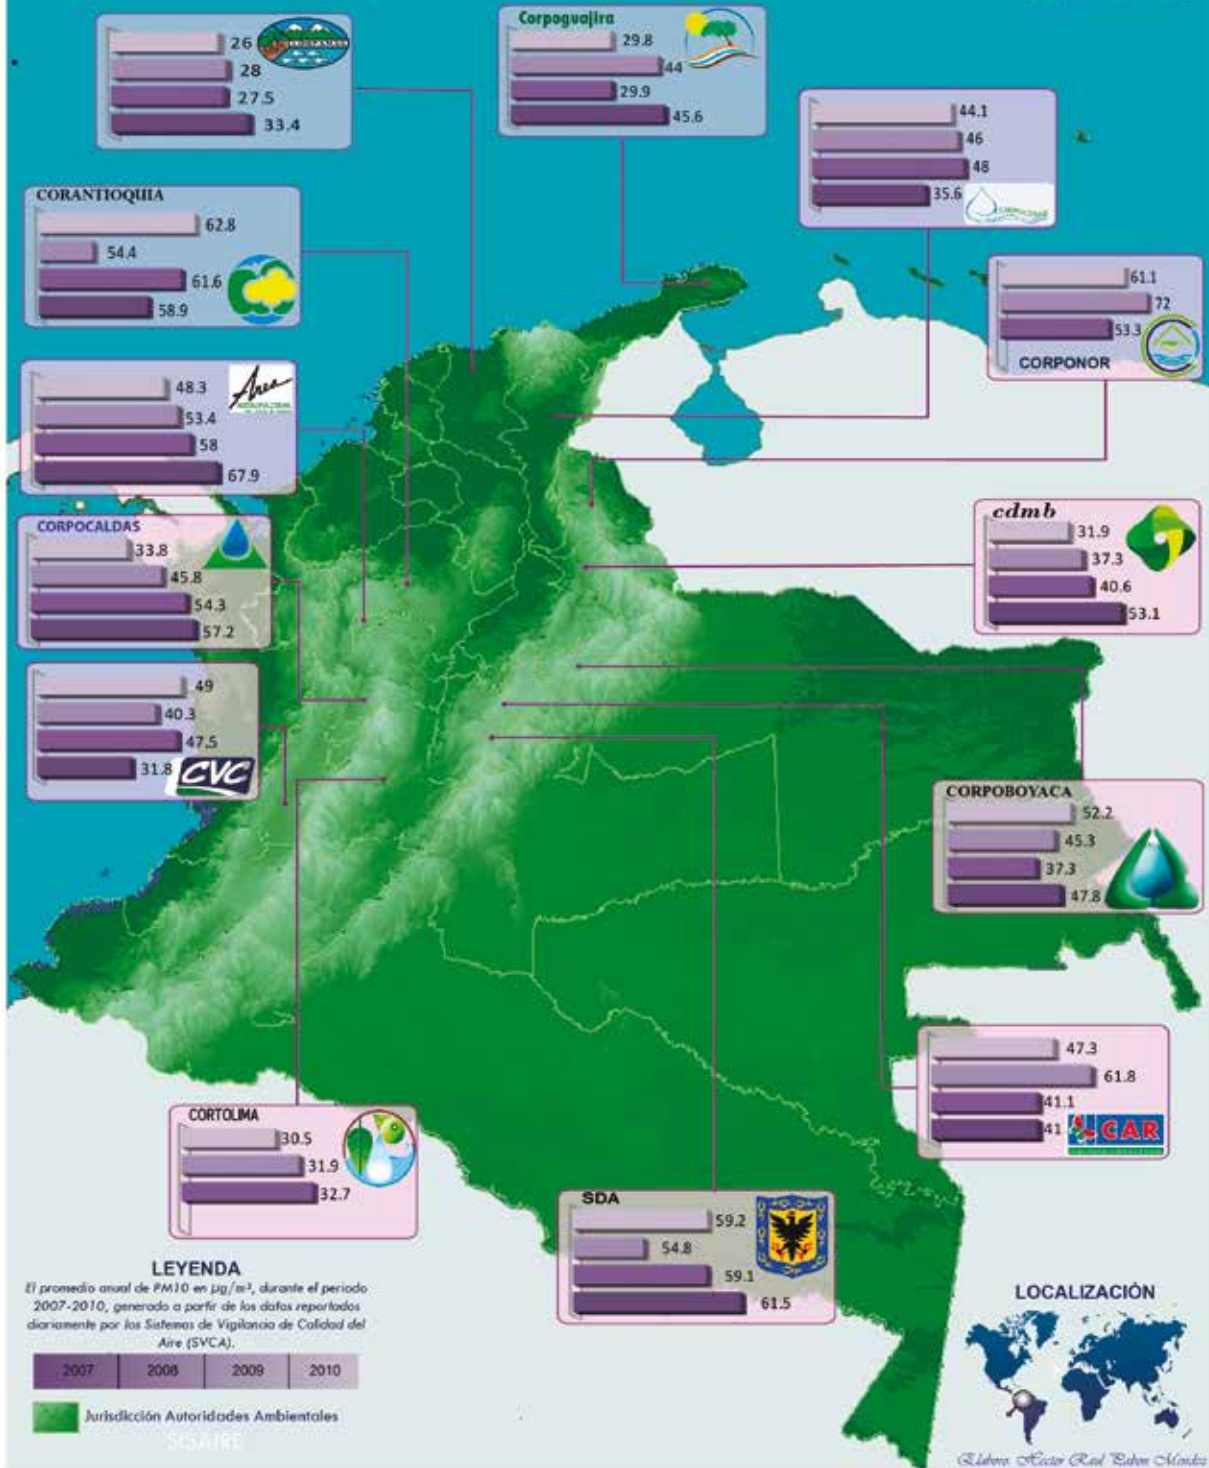 26
28
27.5
33.4
Corpoguajira
29.8
44
29.9
45.6
44.1
46
48
35.6
CORANTIOQUIA
62.8
54.4
61.6
58.9
61.1
72
53.3
CORPONOR
Area
48.3
53.4
58
67.9
cdmb
31.9
37.3
40.6
53.1
CORPOCALDAS
33.8
45.8
54.3
57.2
49
40.3
47.5
31.8
CVC
CORPOBOYACA
52.2
45.3
37.3
47.8
47.3
61.8
41.1
41
CAR
CORTOLIMA
30.5
31.9
32.7
SDA
59.2
54.8
59.1
61.5
LEYENDA
El promedio anual de PM10 en µg/m³, durante el periodo
2007-2010, generado a partir de los datos reportados
diariamente por los Sistemas de Vigilancia de Calidad del
Aire (SVCA).
2007 2008 2009 2010
Jurisdicción Autoridades Ambientales
SISAIRE
LOCALIZACIÓN
Elaboro. Hector Raul Pabon Mendez